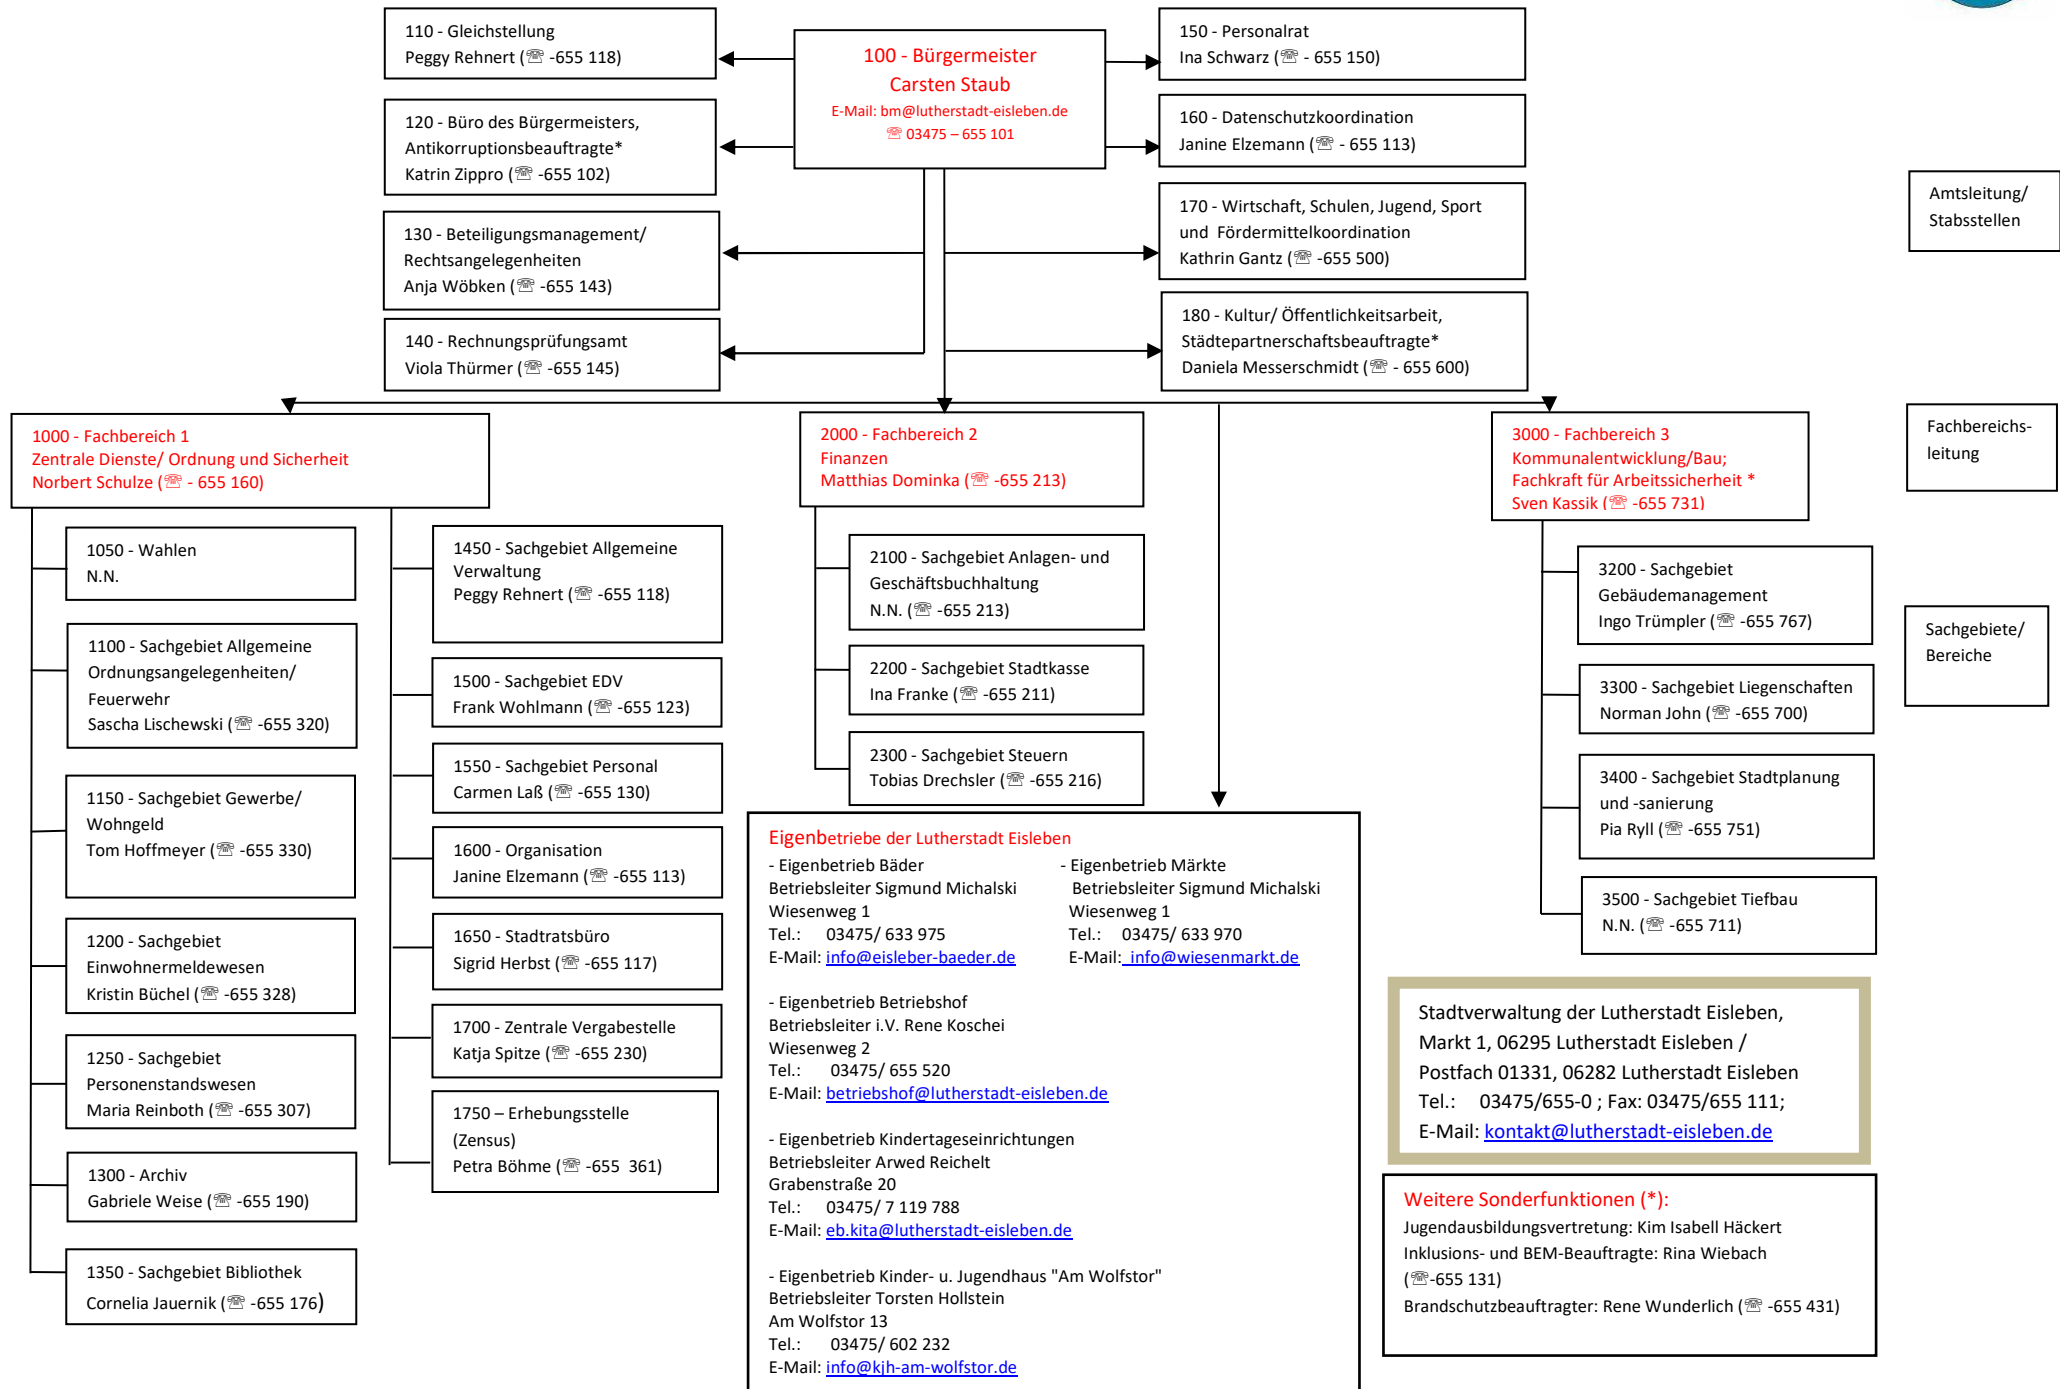 110 - Gleichstellung
Peggy Rehnert (☏ -655 118)
100 - Bürgermeister
Carsten Staub
E-Mail: bm@lutherstadt-eisleben.de
☏ 03475 – 655 101
150 - Personalrat
Ina Schwarz (☏ - 655 150)
120 - Büro des Bürgermeisters,
Antikorruptionsbeauftragte*
Katrin Zippro (☏ -655 102)
160 - Datenschutzkoordination
Janine Elzemann (☏ - 655 113)
Amtsleitung/
Stabsstellen
130 - Beteiligungsmanagement/
Rechtsangelegenheiten
Anja Wöbken (☏ -655 143)
170 - Wirtschaft, Schulen, Jugend, Sport
und Fördermittelkoordination
Kathrin Gantz (☏ -655 500)
140 - Rechnungsprüfungsamt
Viola Thürmer (☏ -655 145)
180 - Kultur/ Öffentlichkeitsarbeit,
Städtepartnerschaftsbeauftragte*
Daniela Messerschmidt (☏ - 655 600)
1000 - Fachbereich 1
Zentrale Dienste/ Ordnung und Sicherheit
Norbert Schulze (☏ - 655 160)
2000 - Fachbereich 2
Finanzen
Matthias Dominka (☏ -655 213)
3000 - Fachbereich 3
Kommunalentwicklung/Bau;
Fachkraft für Arbeitssicherheit *
Sven Kassik (☏ -655 731)
Fachbereichs-
leitung
1050 - Wahlen
N.N.
1100 - Sachgebiet Allgemeine
Ordnungsangelegenheiten/
Feuerwehr
Sascha Lischewski (☏ -655 320)
1150 - Sachgebiet Gewerbe/
Wohngeld
Tom Hoffmeyer (☏ -655 330)
1200 - Sachgebiet
Einwohnermeldewesen
Kristin Büchel (☏ -655 328)
1250 - Sachgebiet
Personenstandswesen
Maria Reinboth (☏ -655 307)
1300 - Archiv
Gabriele Weise (☏ -655 190)
1350 - Sachgebiet Bibliothek
Cornelia Jauernik (☏ -655 176)
1450 - Sachgebiet Allgemeine
Verwaltung
Peggy Rehnert (☏ -655 118)
1500 - Sachgebiet EDV
Frank Wohlmann (☏ -655 123)
1550 - Sachgebiet Personal
Carmen Laß (☏ -655 130)
1600 - Organisation
Janine Elzemann (☏ -655 113)
1650 - Stadtratsbüro
Sigrid Herbst (☏ -655 117)
1700 - Zentrale Vergabestelle
Katja Spitze (☏ -655 230)
1750 – Erhebungsstelle
(Zensus)
Petra Böhme (☏ -655 361)
2100 - Sachgebiet Anlagen- und
Geschäftsbuchhaltung
N.N. (☏ -655 213)
2200 - Sachgebiet Stadtkasse
Ina Franke (☏ -655 211)
2300 - Sachgebiet Steuern
Tobias Drechsler (☏ -655 216)
3200 - Sachgebiet
Gebäudemanagement
Ingo Trümpler (☏ -655 767)
3300 - Sachgebiet Liegenschaften
Norman John (☏ -655 700)
3400 - Sachgebiet Stadtplanung
und -sanierung
Pia Ryll (☏ -655 751)
3500 - Sachgebiet Tiefbau
N.N. (☏ -655 711)
Sachgebiete/
Bereiche
Eigenbetriebe der Lutherstadt Eisleben
- Eigenbetrieb Bäder
Betriebsleiter Sigmund Michalski
Wiesenweg 1
Tel.: 03475/ 633 975
E-Mail: info@eisleber-baeder.de
- Eigenbetrieb Märkte
Betriebsleiter Sigmund Michalski
Wiesenweg 1
Tel.: 03475/ 633 970
E-Mail: info@wiesenmarkt.de
- Eigenbetrieb Betriebshof
Betriebsleiter i.V. Rene Koschei
Wiesenweg 2
Tel.: 03475/ 655 520
E-Mail: betriebshof@lutherstadt-eisleben.de
- Eigenbetrieb Kindertageseinrichtungen
Betriebsleiter Arwed Reichelt
Grabenstraße 20
Tel.: 03475/ 7 119 788
E-Mail: eb.kita@lutherstadt-eisleben.de
- Eigenbetrieb Kinder- u. Jugendhaus "Am Wolfstor"
Betriebsleiter Torsten Hollstein
Am Wolfstor 13
Tel.: 03475/ 602 232
E-Mail: info@kjh-am-wolfstor.de
Stadtverwaltung der Lutherstadt Eisleben,
Markt 1, 06295 Lutherstadt Eisleben /
Postfach 01331, 06282 Lutherstadt Eisleben
Tel.: 03475/655-0 ; Fax: 03475/655 111;
E-Mail: kontakt@lutherstadt-eisleben.de
Weitere Sonderfunktionen (*):
Jugendausbildungsvertretung: Kim Isabell Häckert
Inklusions- und BEM-Beauftragte: Rina Wiebach
(☏-655 131)
Brandschutzbeauftragter: Rene Wunderlich (☏ -655 431)